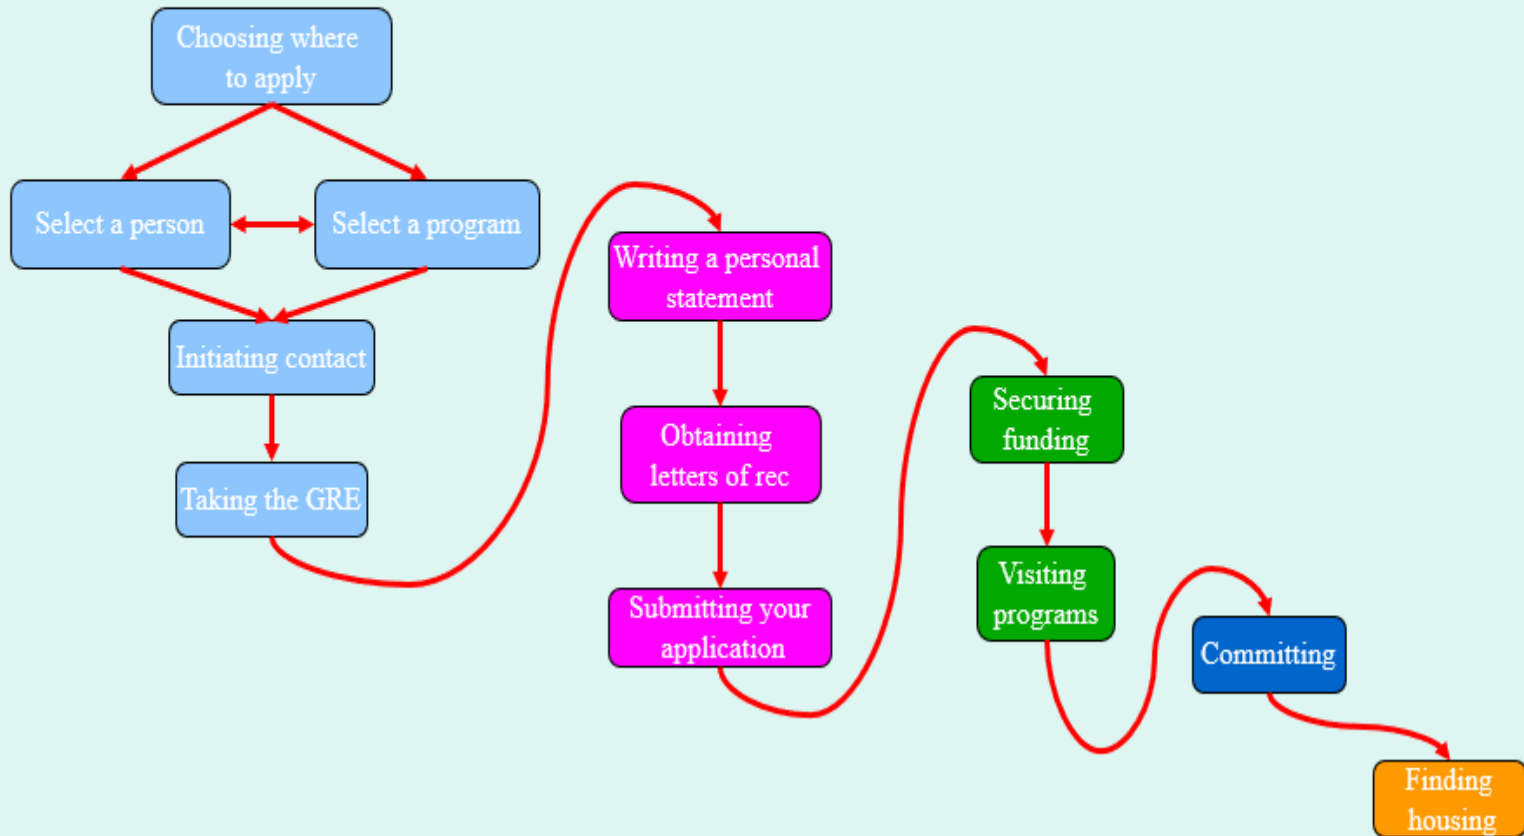 Choosing where
to apply
Select a person
Select a program
Initiating contact
Taking the GRE
Writing a personal
statement
Obtaining
letters of rec
Submitting your
application
Securing
funding
Visiting
programs
Committing
Finding
housing